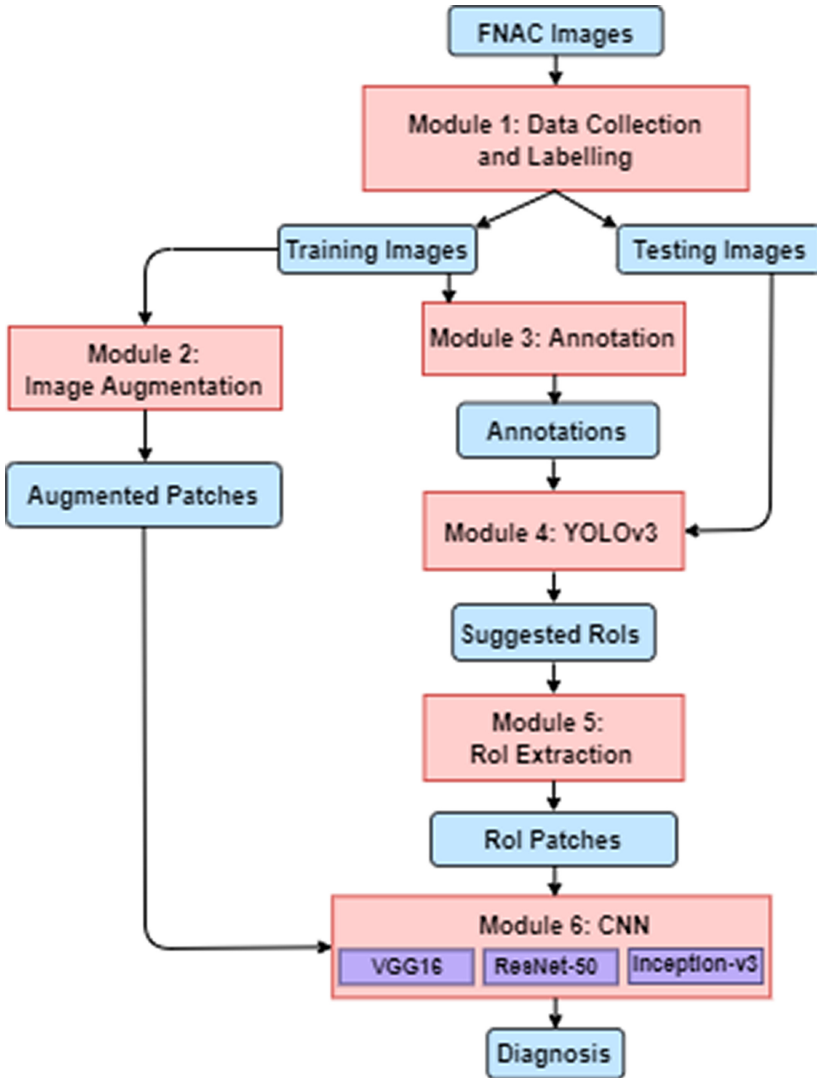 FNAC Images
Module 1: Data Collection
and Labelling
Training Images
Testing Images
Module 2:
Image Augmentation
Module 3: Annotation
Augmented Patches
Annotations
Module 4: YOLOv3
Suggested RoIs
Module 5:
RoI Extraction
RoI Patches
Module 6: CNN
VGG16
ResNet-50
Inception-v3
Diagnosis